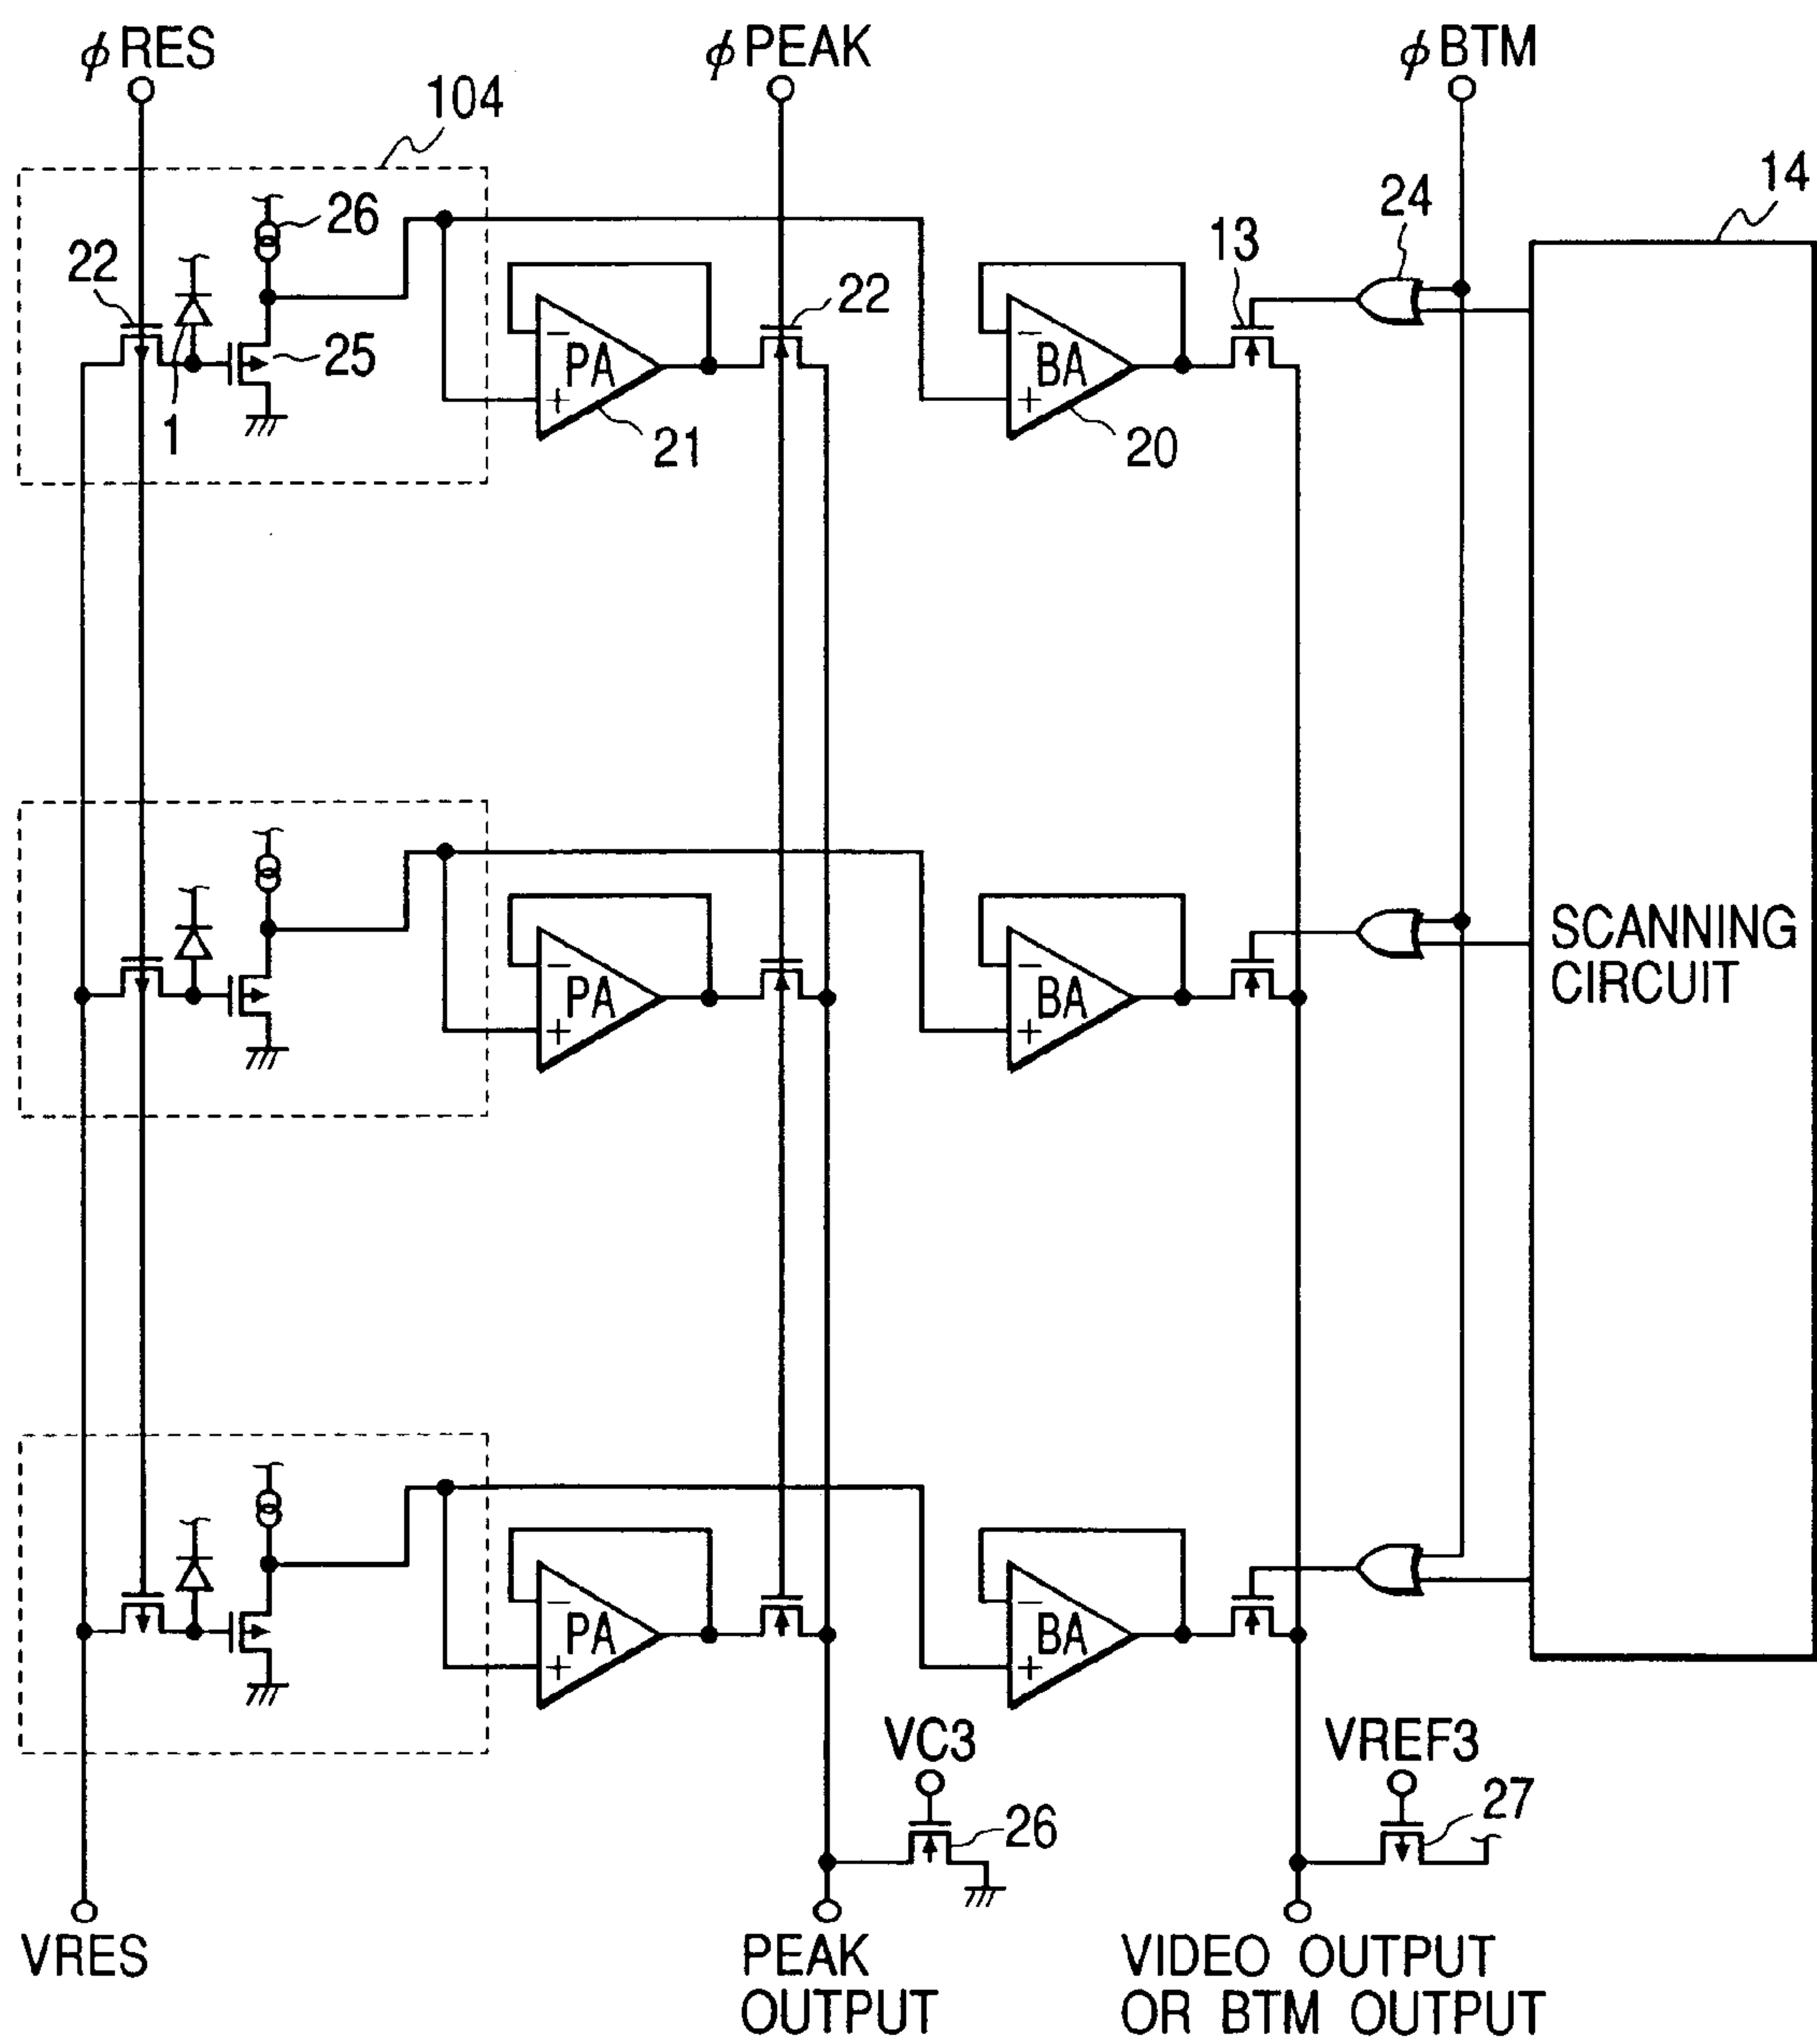 φRES
φPEAK
φBTM
104
14
26
24
22
13
22
25
PA
BA
1
21
20
SCANNING
CIRCUIT
PA
BA
PA
BA
VC3
VREF3
26
27
VRES
PEAK
OUTPUT
VIDEO OUTPUT
OR BTM OUTPUT